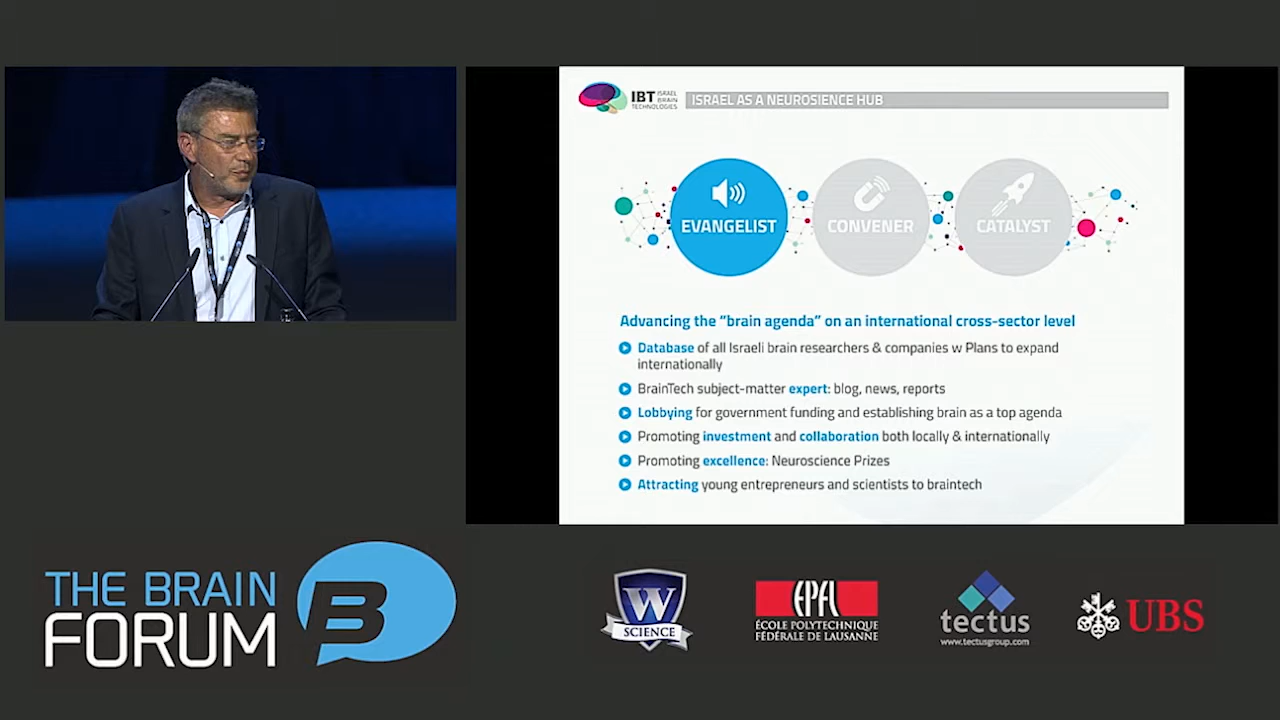 IBT ISRAEL
BRAIN
TECHNOLOGIES
ISRAEL AS A NEUROSIENCE HUB
EVANGELIST
CONVENER
CATALYST
Advancing the “brain agenda” on an international cross-sector level
Database of all Israeli brain researchers & companies w Plans to expand
internationally
BrainTech subject-matter expert: blog, news, reports
Lobbying for government funding and establishing brain as a top agenda
Promoting investment and collaboration both locally & internationally
Promoting excellence: Neuroscience Prizes
Attracting young entrepreneurs and scientists to braintech
THE BRAIN
FORUM
B
W
SCIENCE
EPFL
ÉCOLE POLYTECHNIQUE
FÉDÉRALE DE LAUSANNE
tectus
www.tectusgroup.com
UBS